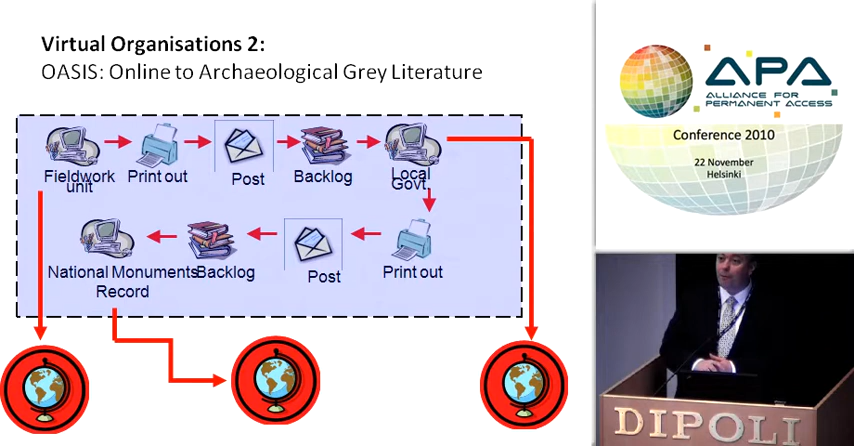 Virtual Organisations 2:
OASIS: Online to Archaeological Grey Literature
Fieldwork
unit
Print out
Post
Backlog
Local
Govt.
National Monuments
Record
Backlog
Post
Print out
APA
ALLIANCE FOR
PERMANENT ACCESS
Conference 2010
22 November
Helsinki
DIPOLI